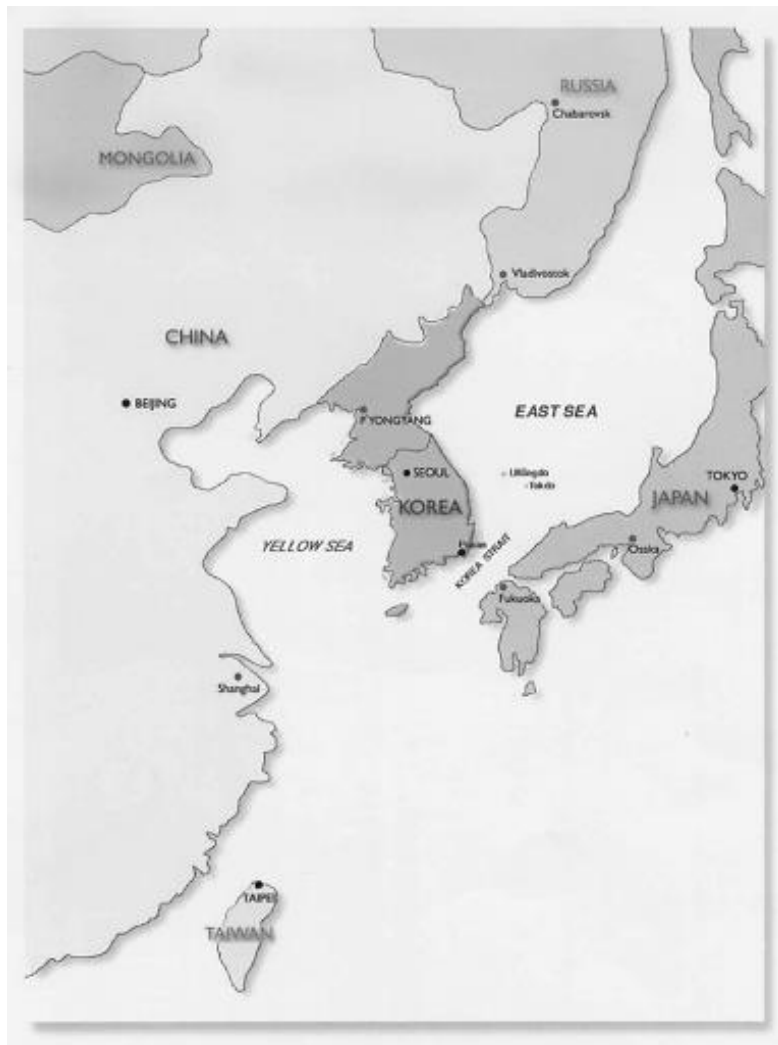 RUSSIA
Chabarovsk
MONGOLIA
Vladivostok
CHINA
BEIJING
EAST SEA
P'YONGYANG
SEOUL
Tokdo
TOKYO
JAPAN
KOREA
YELLOW SEA
Osaka
KOREA STRAIT
Fukuoka
Shanghai
TAIPEI
TAIWAN